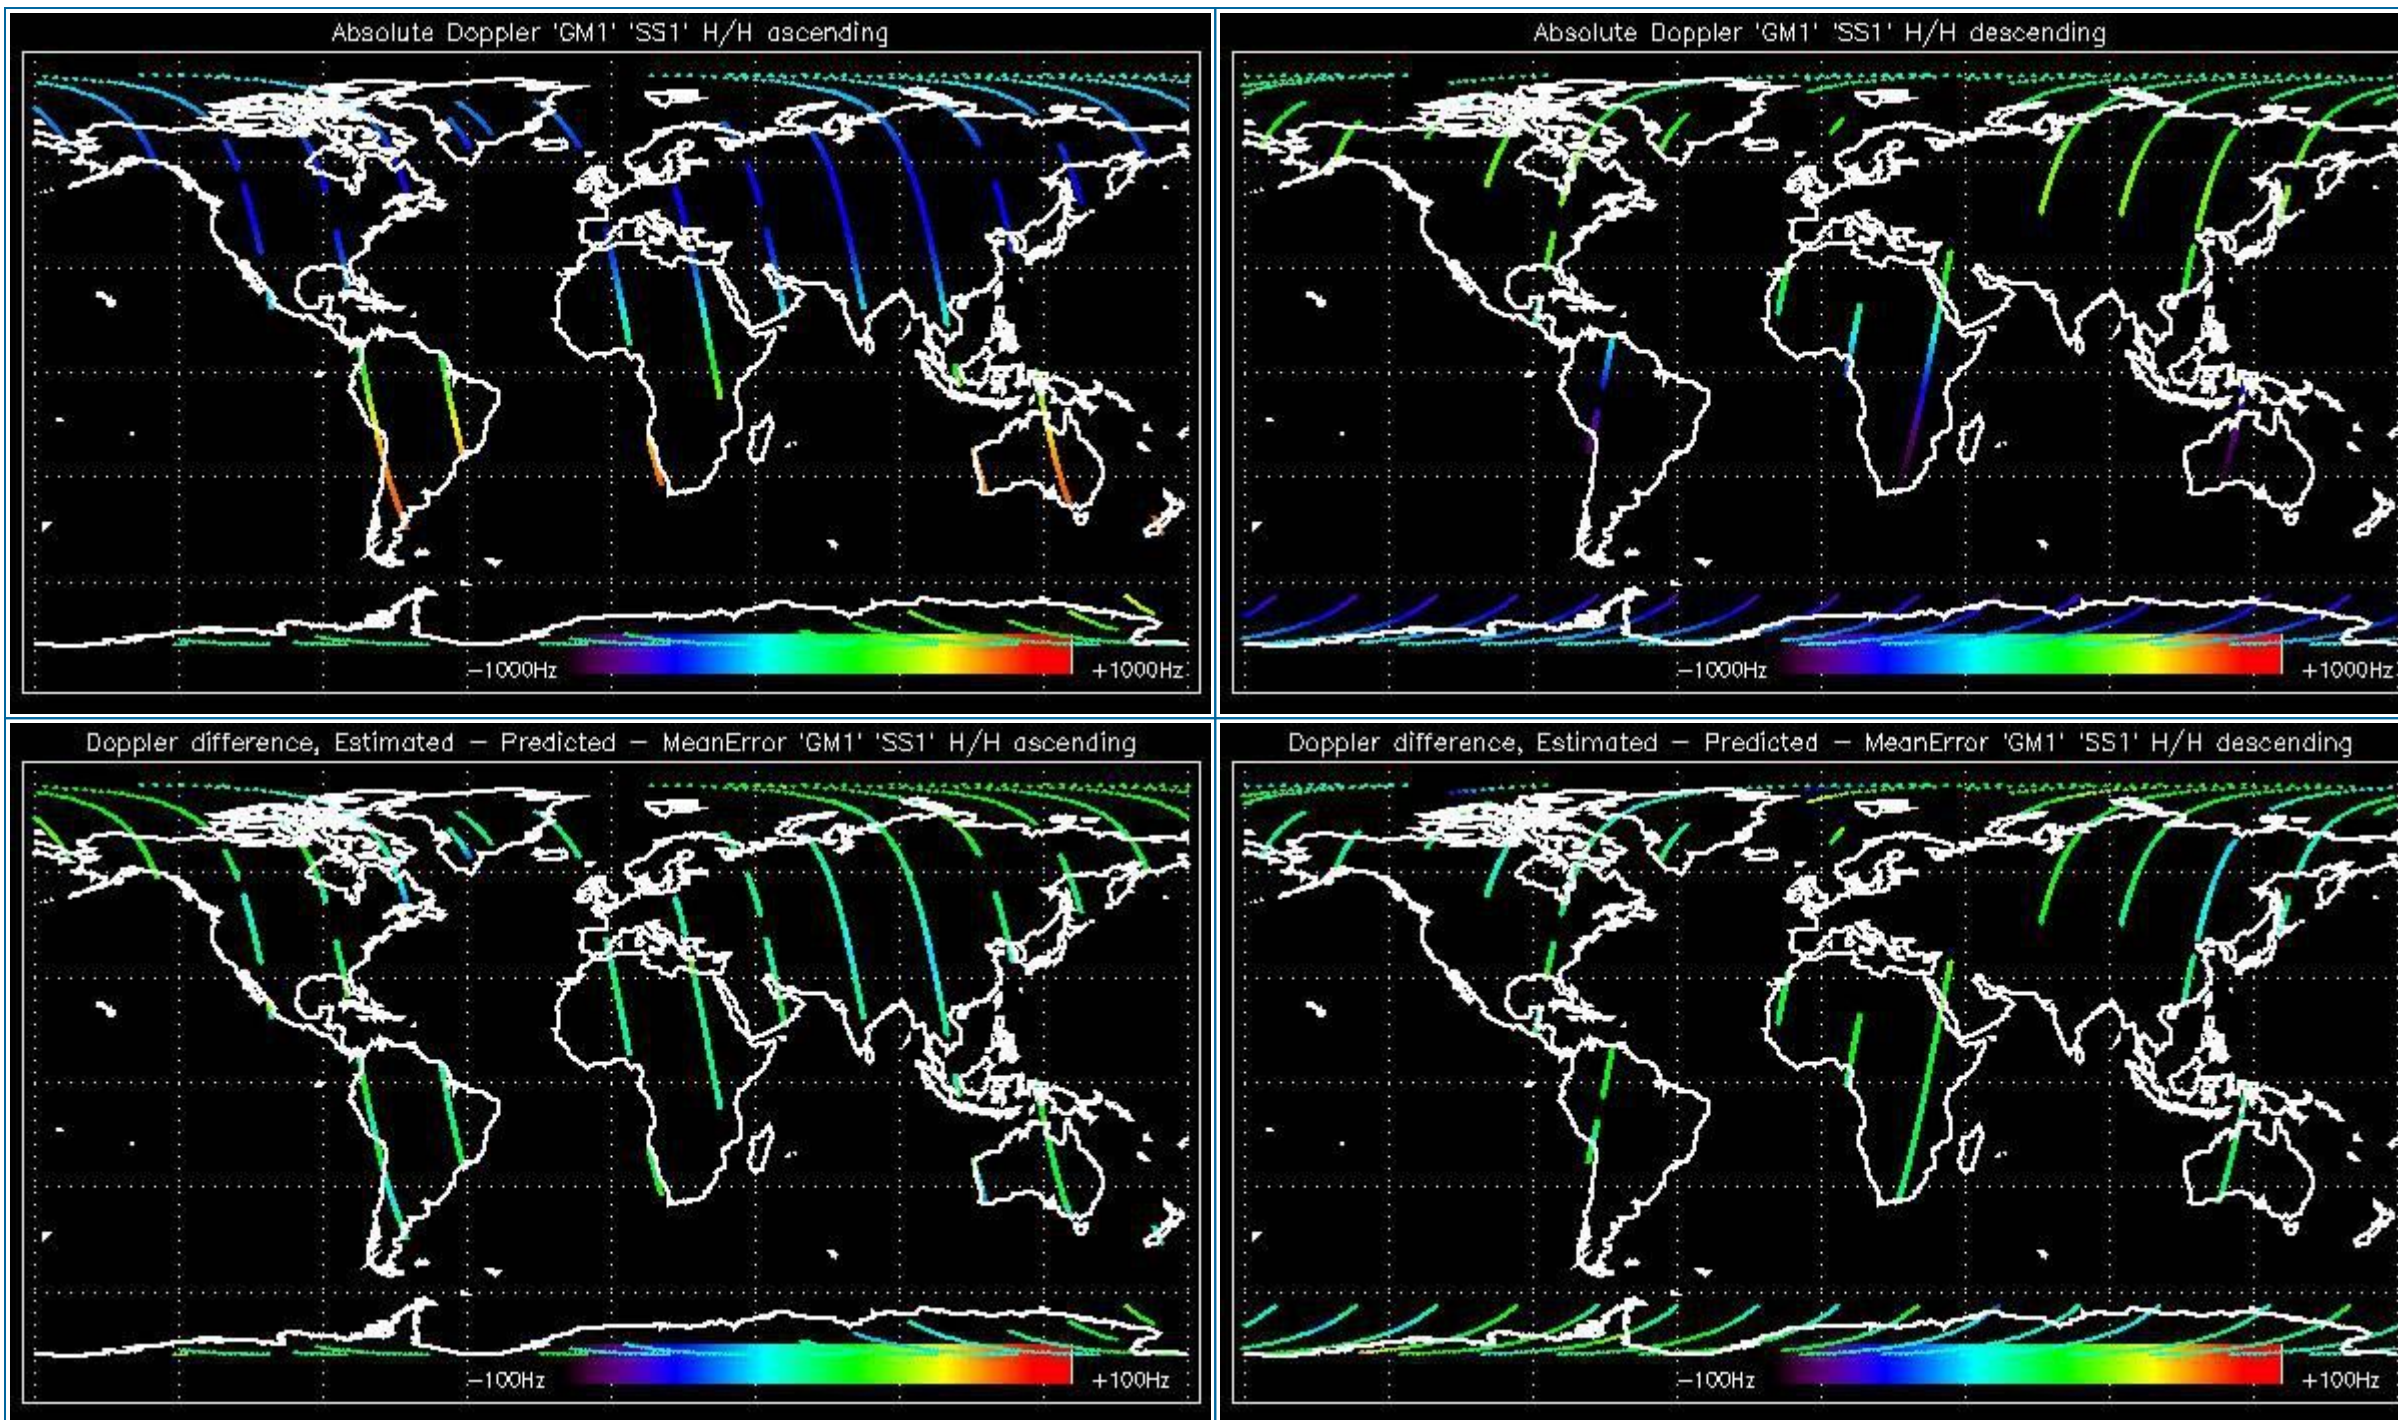 Absolute Doppler 'GM1' 'SS1' H/H ascending
-1000Hz
+1000Hz
Absolute Doppler 'GM1' 'SS1' H/H descending
-1000Hz
+1000Hz
Doppler difference, Estimated - Predicted - MeanError 'GM1' 'SS1' H/H ascending
-100Hz
+100Hz
Doppler difference, Estimated - Predicted - MeanError 'GM1' 'SS1' H/H descending
-100Hz
+100Hz